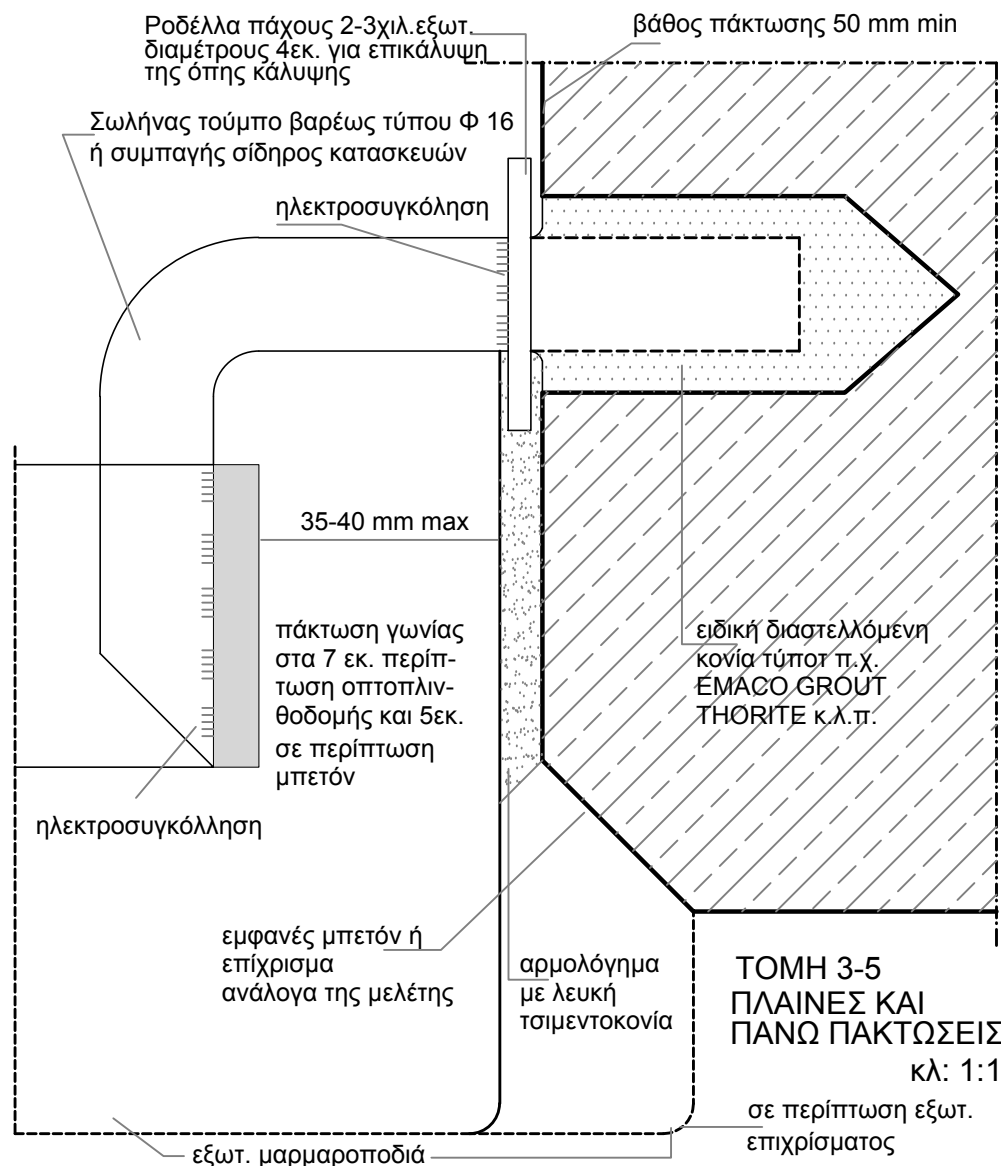 Ροδέλλα πάχους 2-3χιλ.εξωτ.
διαμέτρους 4εκ. για επικάλυψη
της όπης κάλυψης
βάθος πάκτωσης 50 mm min
Σωλήνας τούμπο βαρέως τύπου Φ 16
ή συμπαγής σίδηρος κατασκευών
ηλεκτροσυγκόληση
35-40 mm max
πάκτωση γωνίας
στα 7 εκ. περίπ-
τωση οπτοπλιν-
θοδομής και 5εκ.
σε περίπτωση
μπετόν
ειδική διαστελλόμενη
κονία τύποτ π.χ.
EMACO GROUT
THORITE κ.λ.π.
ηλεκτροσυγκόλληση
εμφανές μπετόν ή
επίχρισμα
ανάλογα της μελέτης
αρμολόγημα
με λευκή
τσιμεντοκονία
ΤΟΜΗ 3-5
ΠΛΑΙΝΕΣ ΚΑΙ
ΠΑΝΩ ΠΑΚΤΩΣΕΙΣ
κλ: 1:1
σε περίπτωση εξωτ.
επιχρίσματος
εξωτ. μαρμαροποδιά